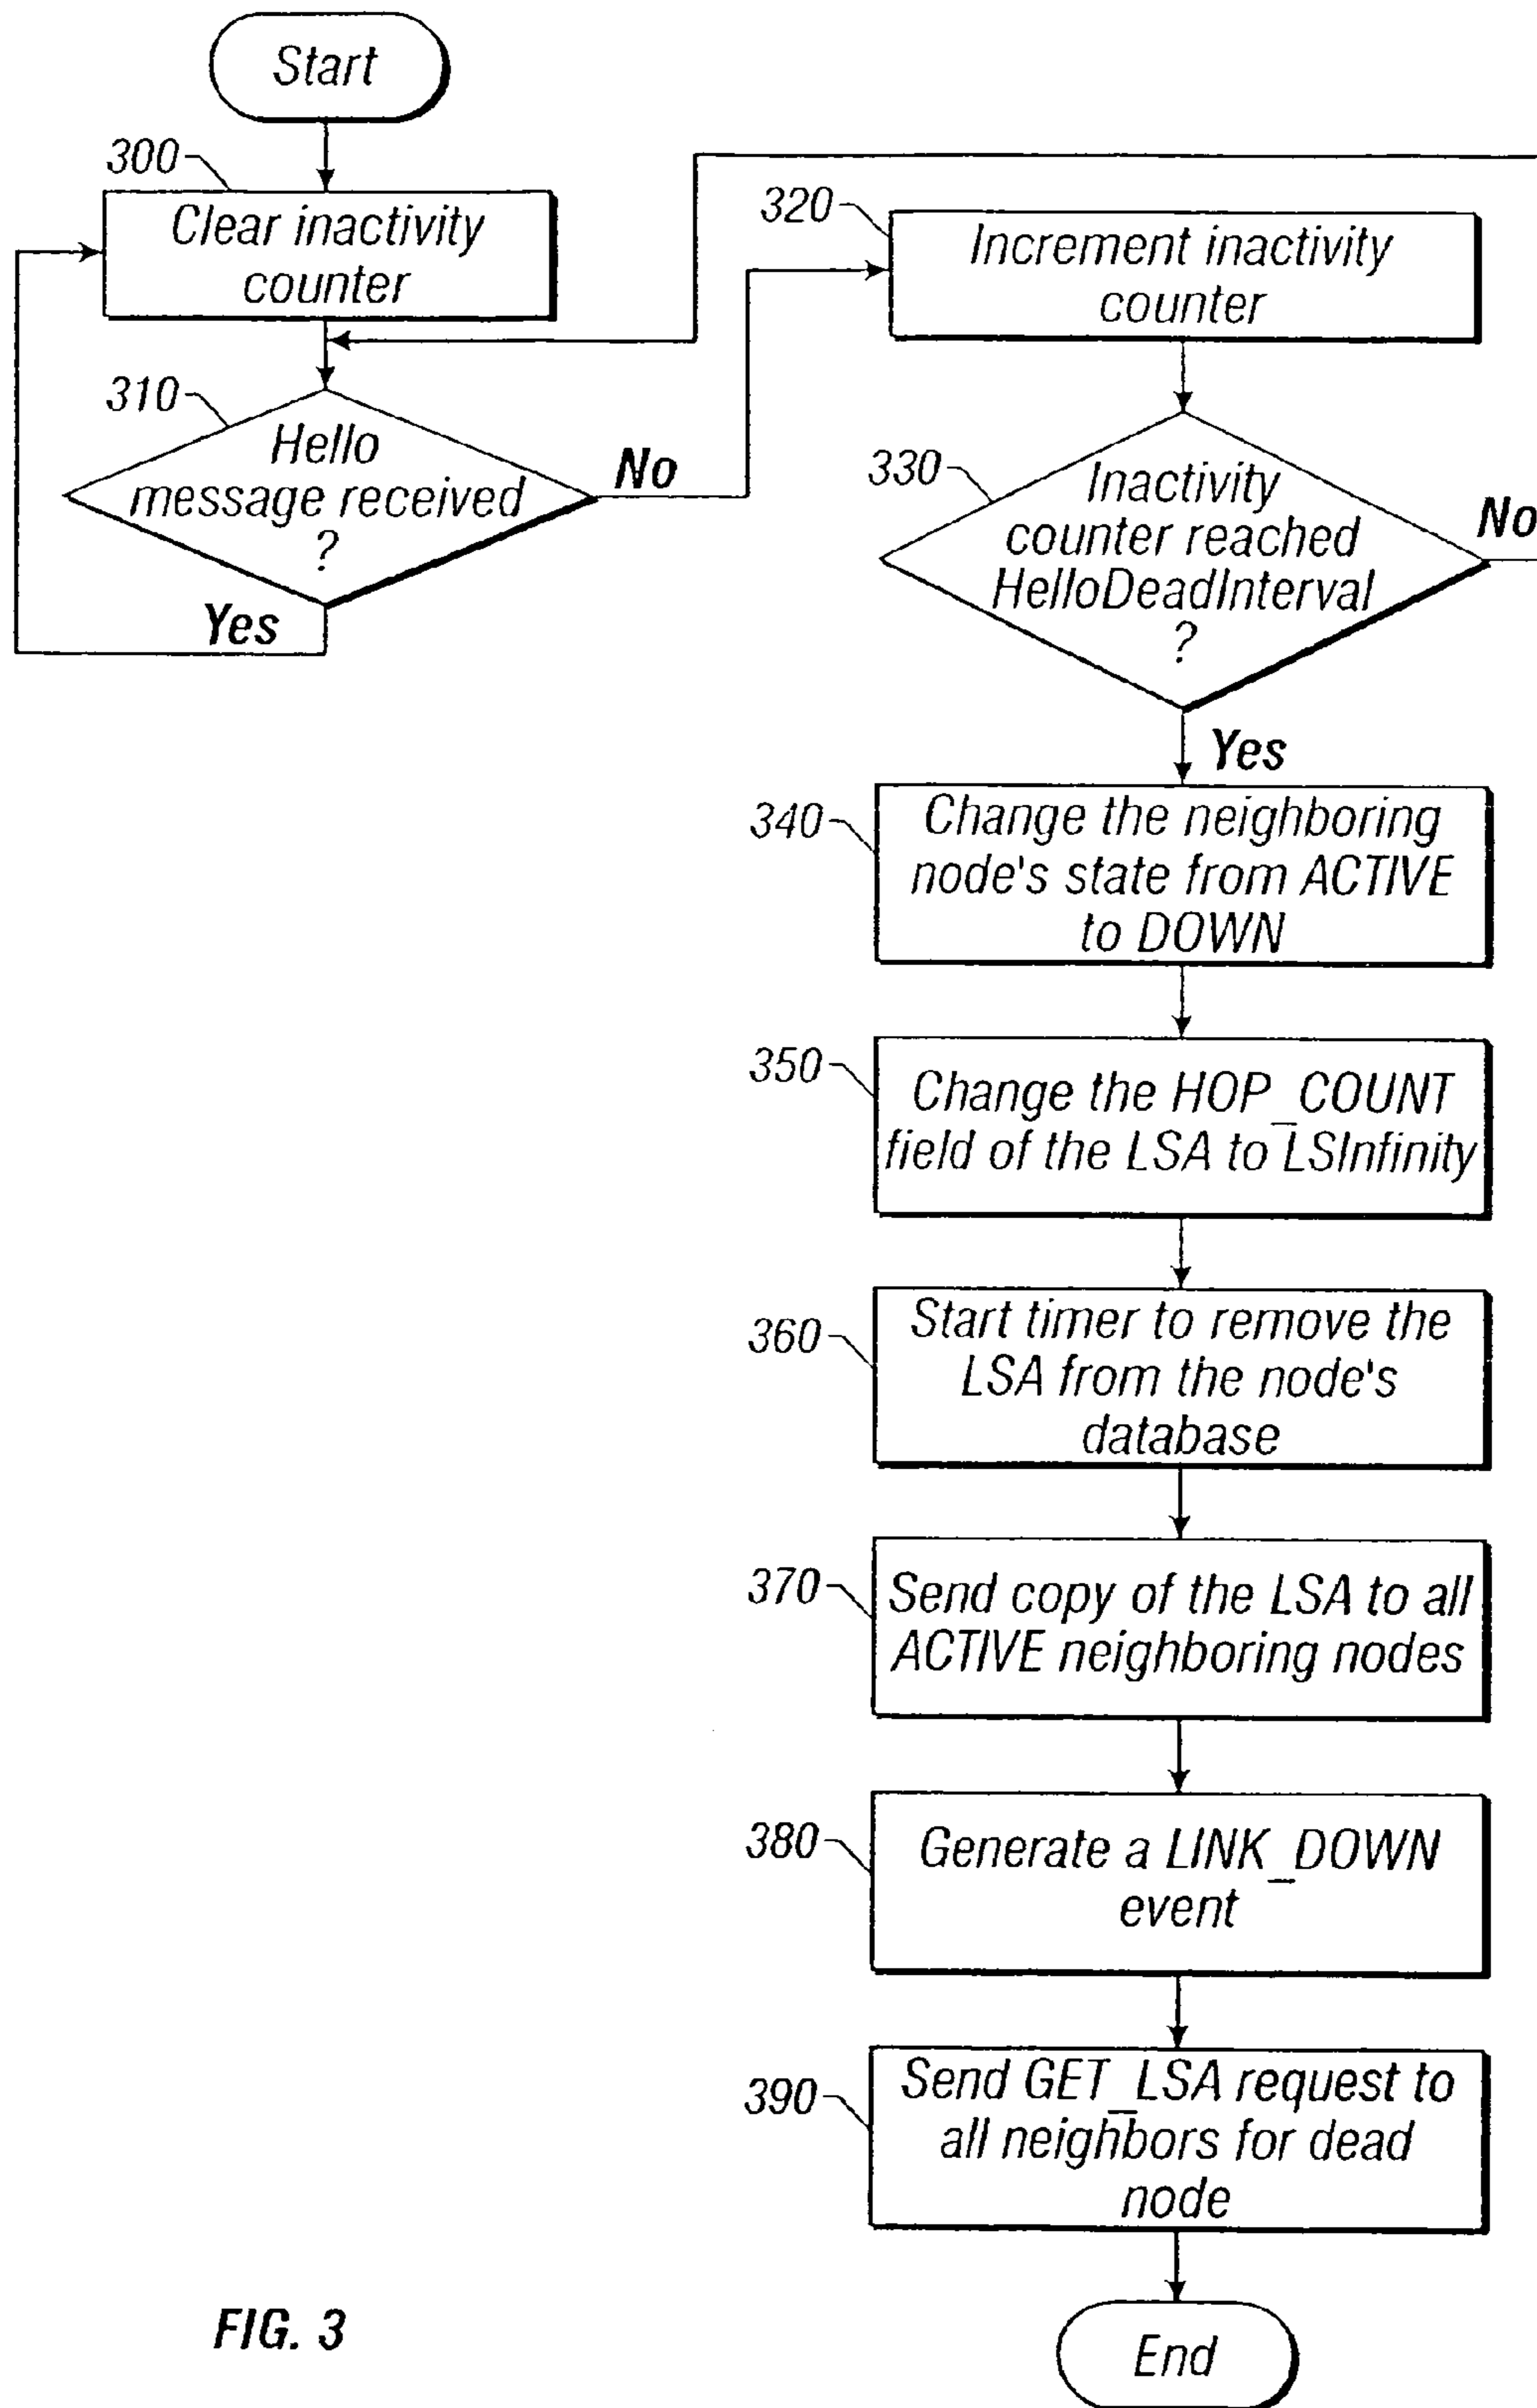 Start
300
Clear inactivity
counter
310
Hello
message received
?
No
Yes
320
Increment inactivity
counter
330
Inactivity
counter reached
HelloDeadInterval
?
No
Yes
340
Change the neighboring
node's state from ACTIVE
to DOWN
350
Change the HOP_COUNT
field of the LSA to LSInfinity
360
Start timer to remove the
LSA from the node's
database
370
Send copy of the LSA to all
ACTIVE neighboring nodes
380
Generate a LINK_DOWN
event
390
Send GET_LSA request to
all neighbors for dead
node
End
FIG. 3